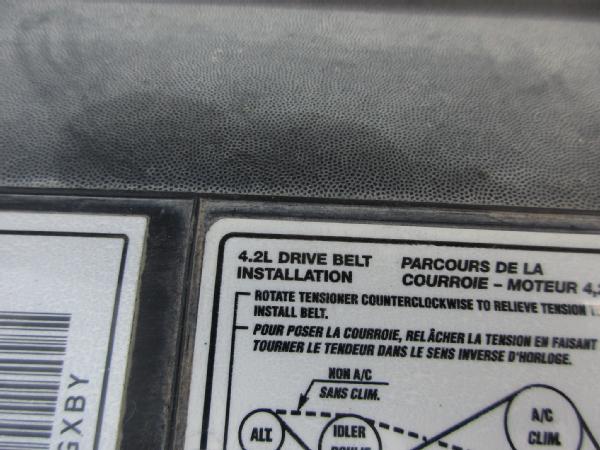 4.2L DRIVE BELT
INSTALLATION
PARCOURS DE LA
COURROIE – MOTEUR 4,
ROTATE TENSIONER COUNTERCLOCKWISE TO RELIEVE TENSION
INSTALL BELT.
POUR POSER LA COURROIE, RELÂCHER LA TENSION EN FAISANT
TOURNER LE TENDEUR DANS LE SENS INVERSE D'HORLOGE.
NON A/C
SANS CLIM.
ALT.
IDLER
A/C
CLIM.
GXBY